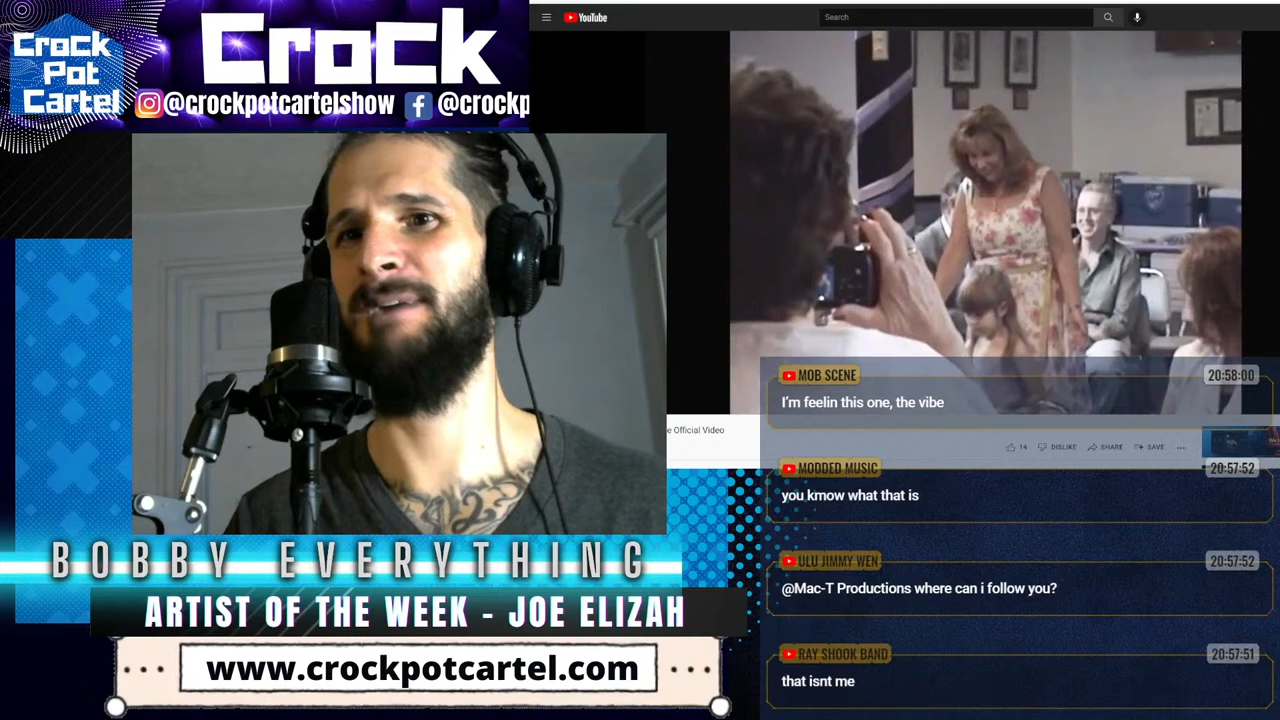 Crock
Pot
Cartel
Crock
@crockpotcartelshow @crockp
YouTube
Search
MOB SCENE 20:58:00
I'm feelin this one, the vibe
e Official Video
14 DISLIKE SHARE SAVE
MODDED MUSIC 20:57:52
you kmow what that is
ULU JIMMY WEN 20:57:52
@Mac-T Productions where can i follow you?
RAY SHOOK BAND 20:57:51
that isnt me
BOBBY EVERYTHING
ARTIST OF THE WEEK - JOE ELIZAH
www.crockpotcartel.com